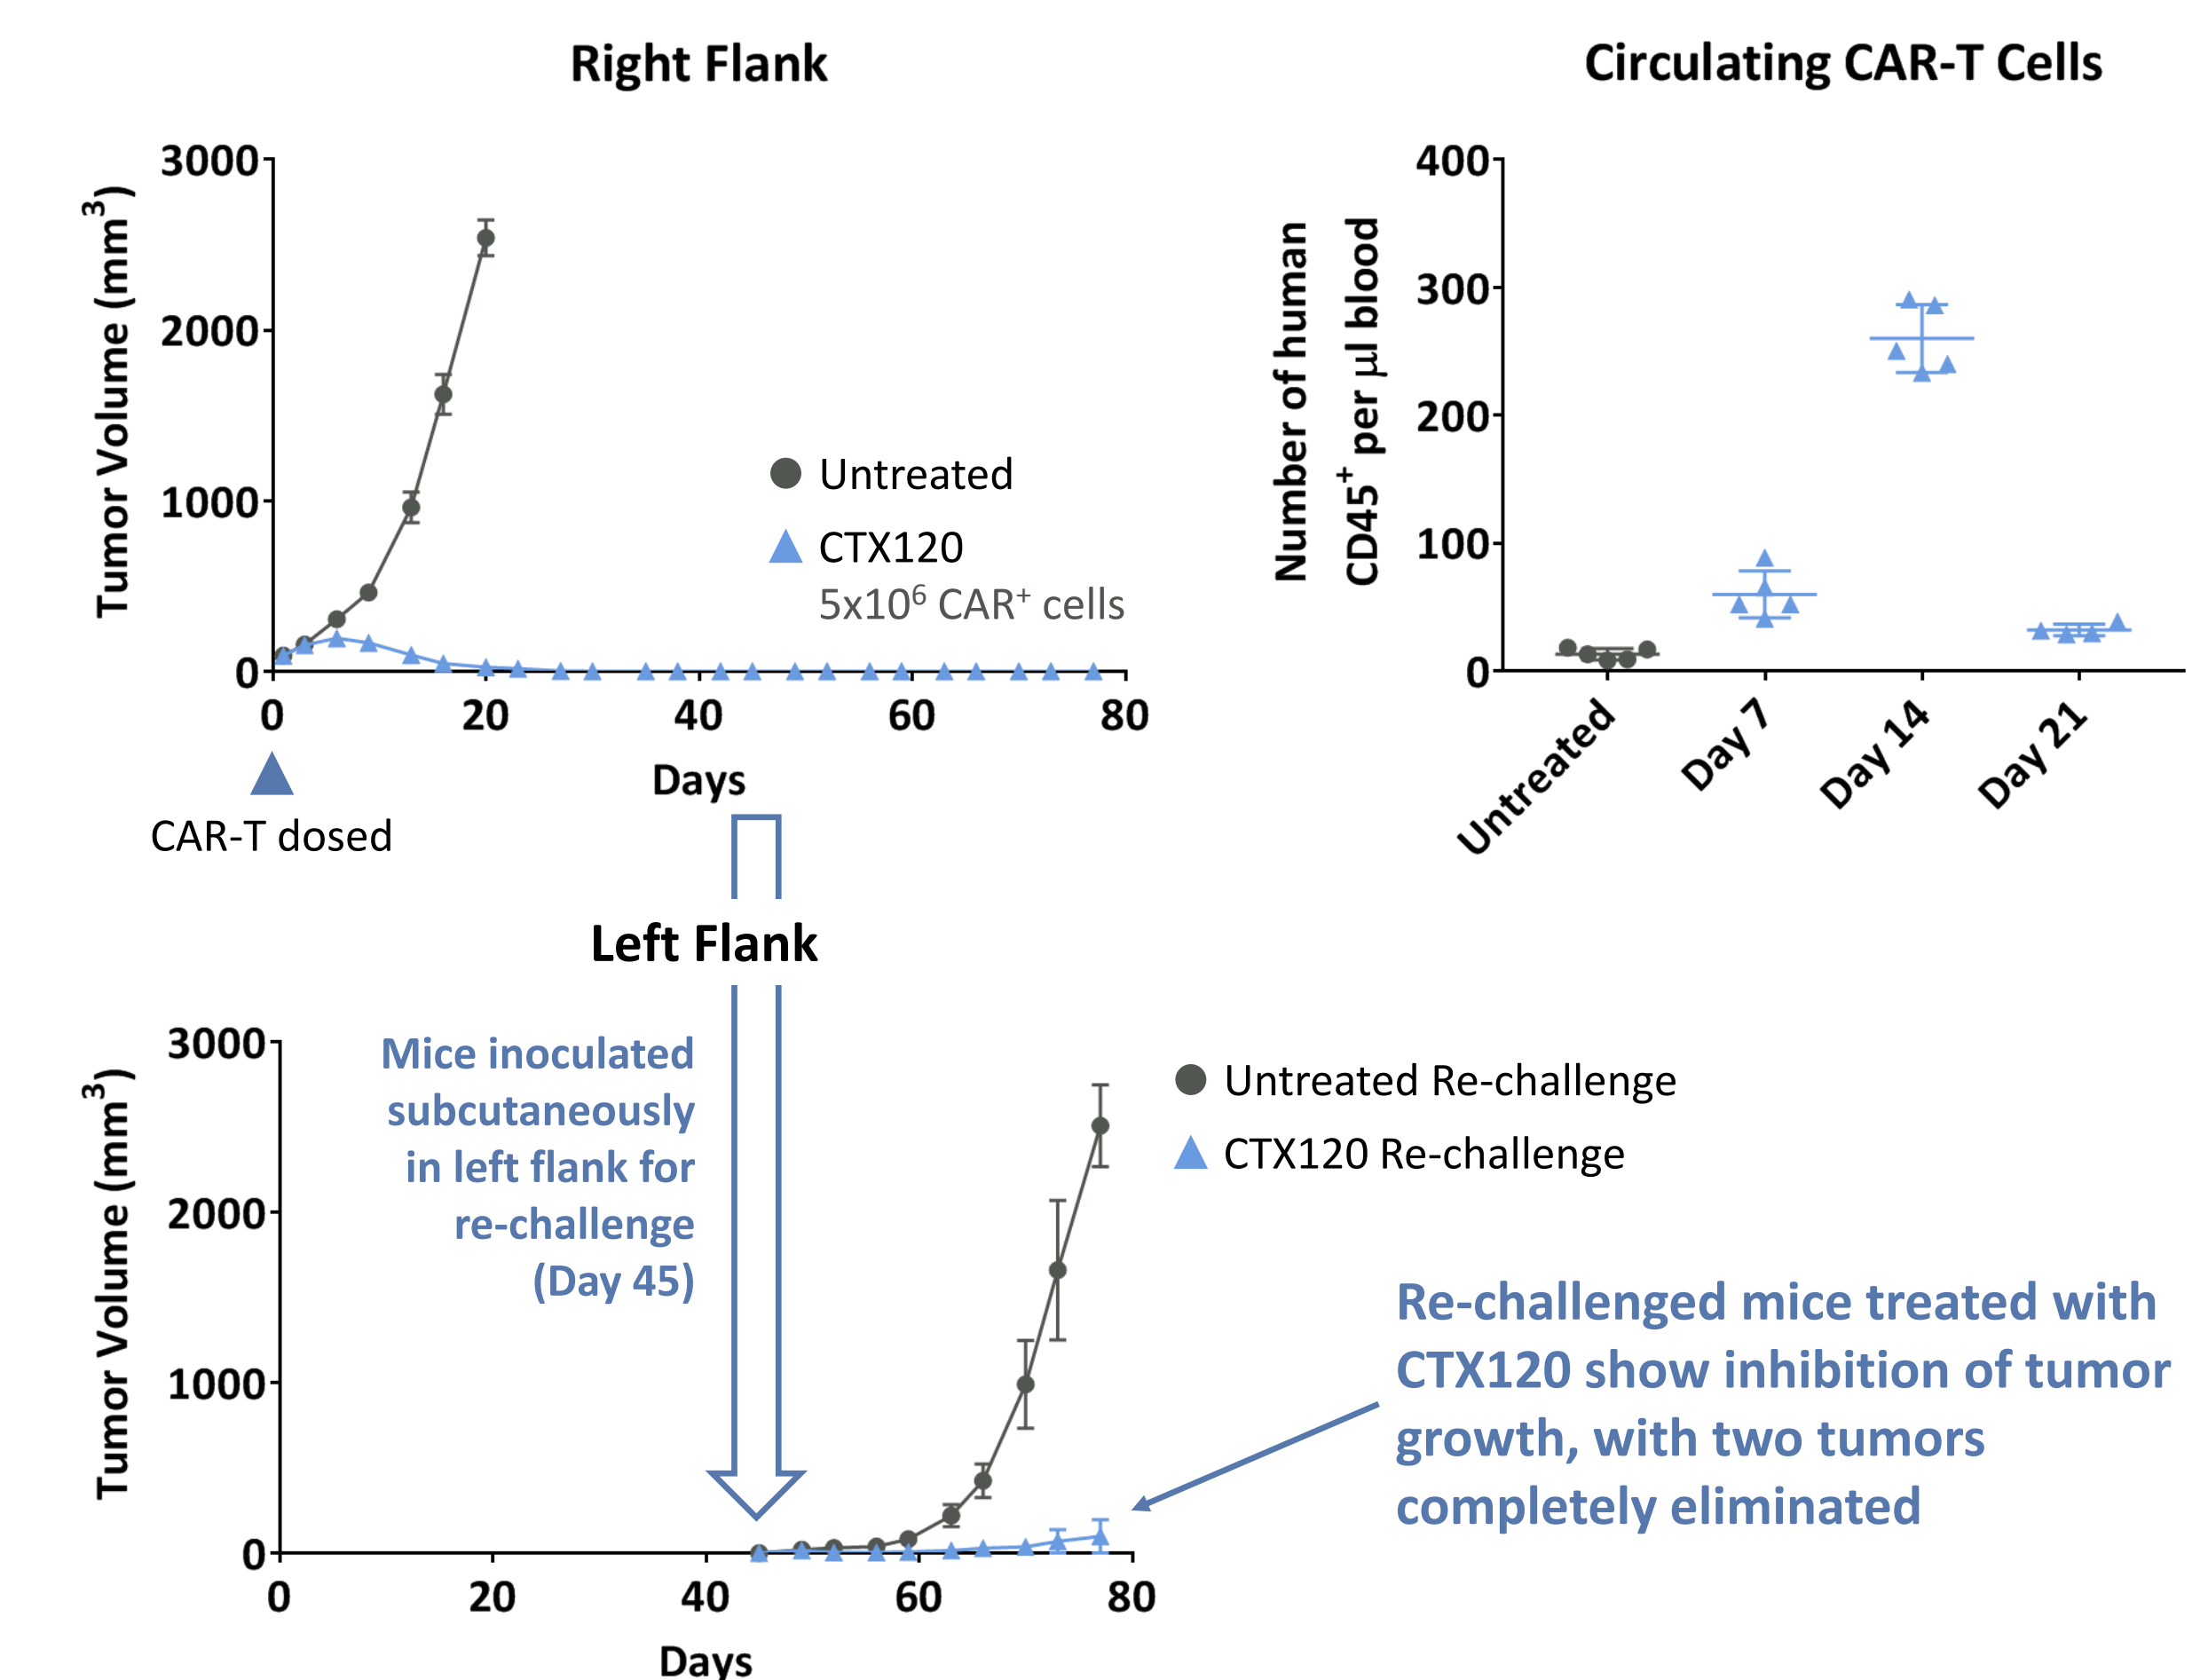 Right Flank
Tumor Volume (mm³)
3000
2000
1000
0
0 20 40 60 80
Days
Untreated
CTX120
5x10⁶ CAR⁺ cells
CAR-T dosed
Circulating CAR-T Cells
Number of human
CD45⁺ per µl blood
400
300
200
100
0
Untreated
Day 7
Day 14
Day 21
Left Flank
Tumor Volume (mm³)
3000
2000
1000
0
0 20 40 60 80
Days
Mice inoculated
subcutaneously
in left flank for
re-challenge
(Day 45)
Untreated Re-challenge
CTX120 Re-challenge
Re-challenged mice treated with
CTX120 show inhibition of tumor
growth, with two tumors
completely eliminated